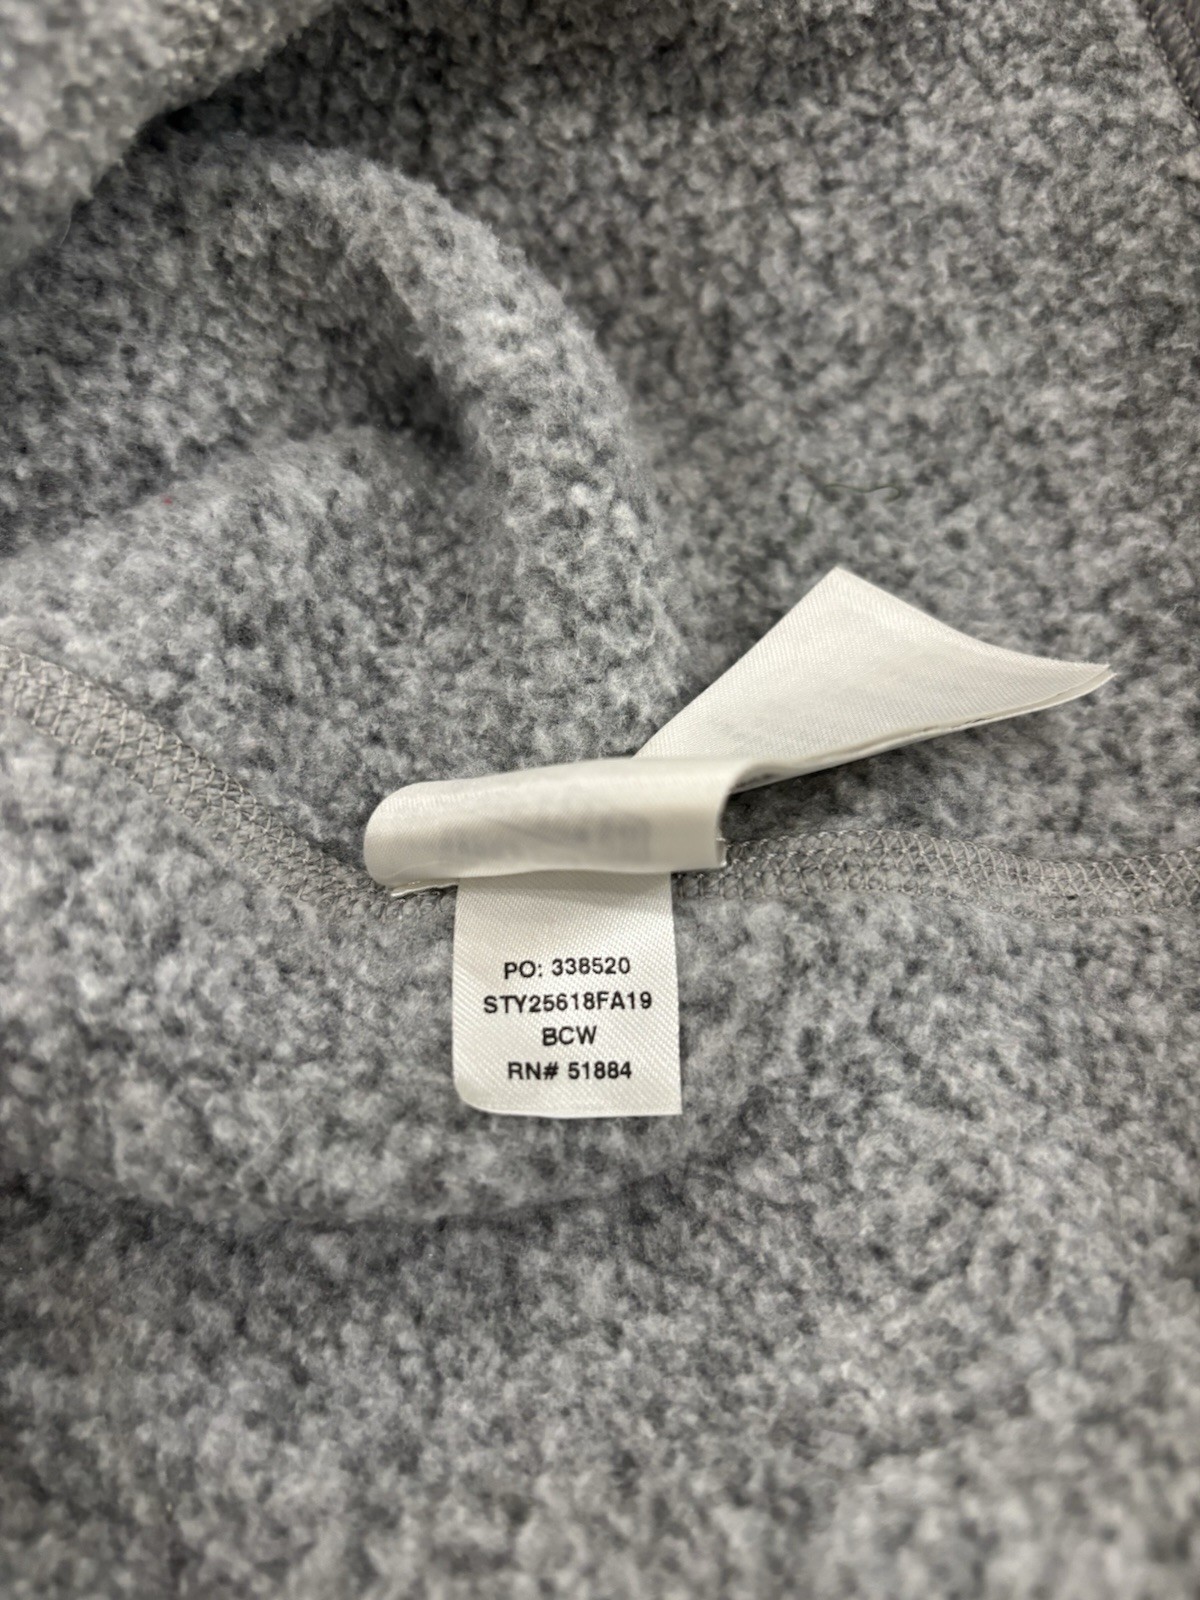 PO: 338520
STY25618FA19
BCW
RN# 51884